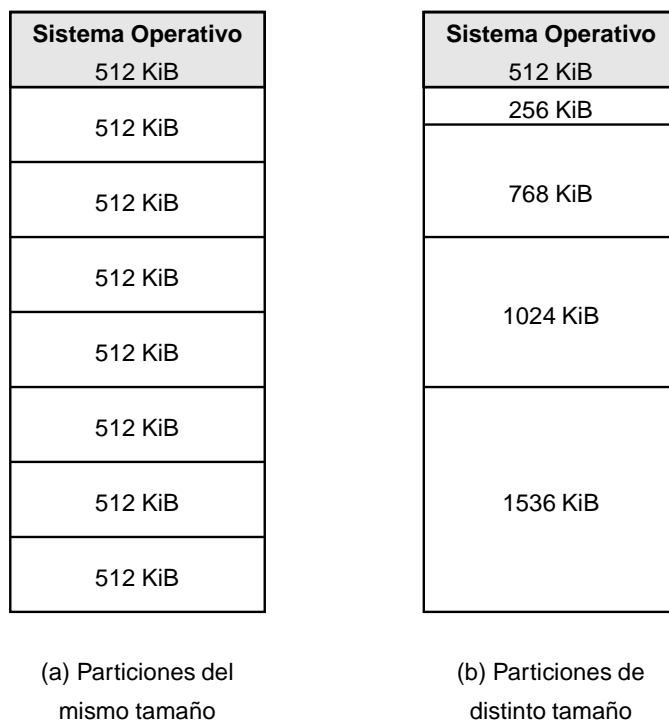 Sistema Operativo
512 KiB
512 KiB
512 KiB
512 KiB
512 KiB
512 KiB
512 KiB
512 KiB
(a) Particiones del
mismo tamaño
Sistema Operativo
512 KiB
256 KiB
768 KiB
1024 KiB
1536 KiB
(b) Particiones de
distinto tamaño